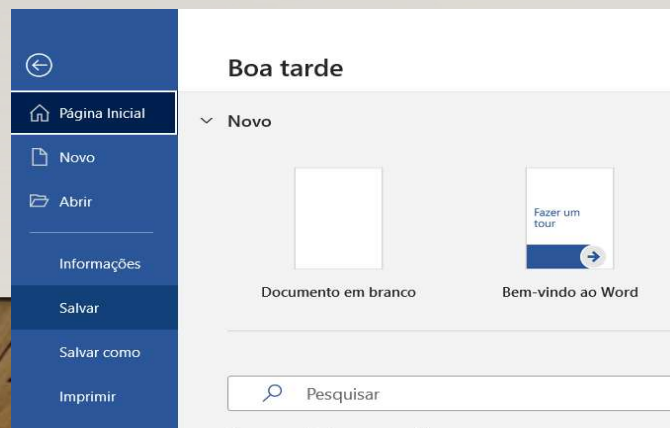 Boa tarde
Página Inicial
Novo
Abrir
Informações
Salvar
Salvar como
Imprimir
Novo
Fazer um
tour
Documento em branco
Bem-vindo ao Word
Pesquisar